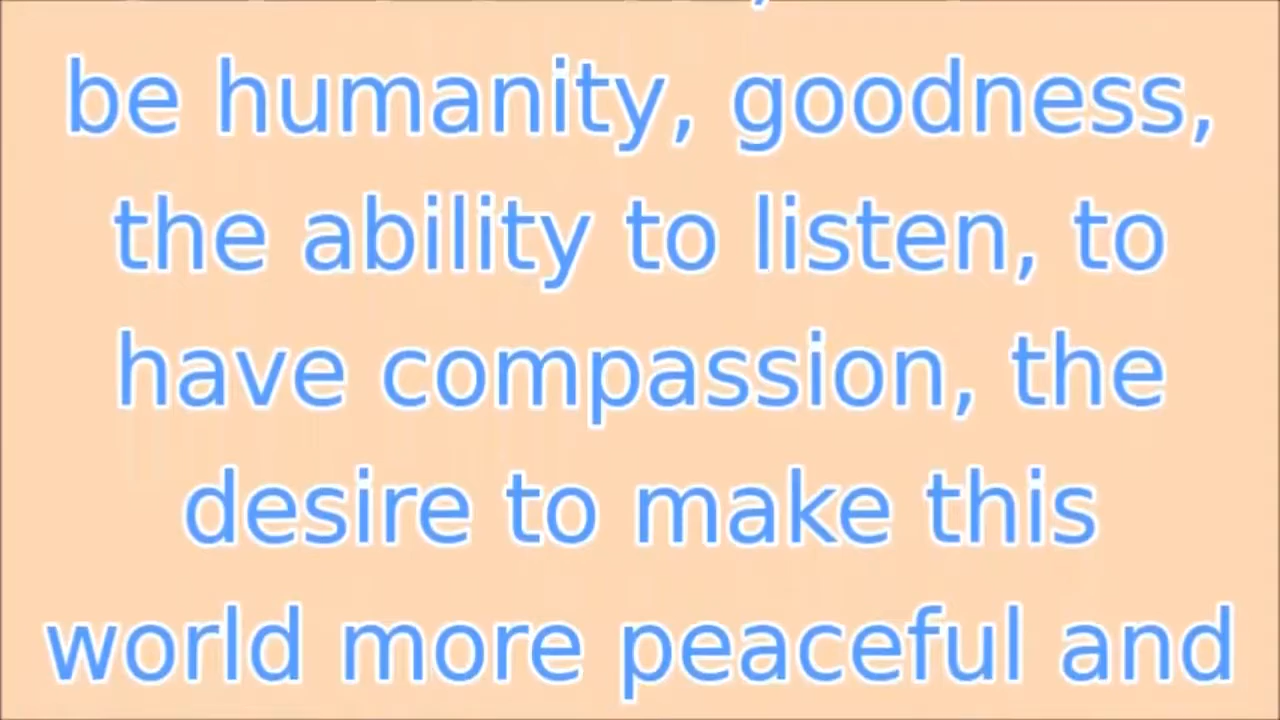 be humanity, goodness,
the ability to listen, to
have compassion, the
desire to make this
world more peaceful and